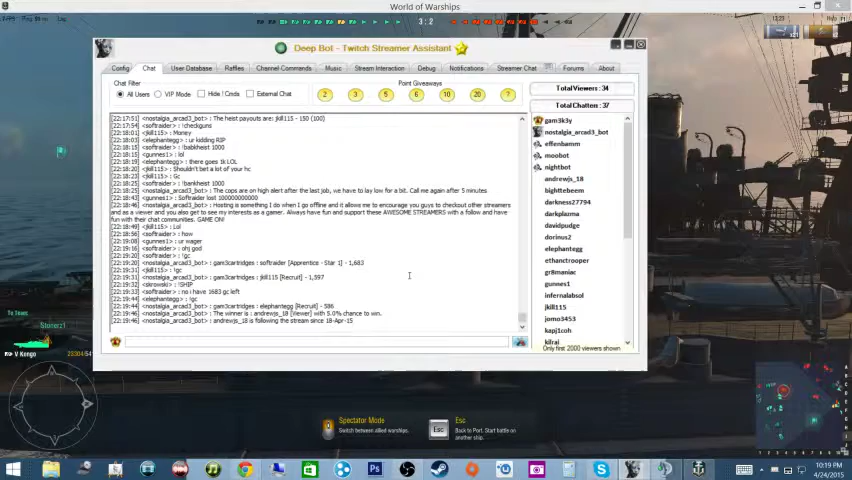 World of Warships
3 : 2
Deep Bot - Twitch Streamer Assistant
Config Chat User Database Raffles Channel Commands Music Stream Interaction Debug Notifications Streamer Chat Forums About
Chat Filter
All Users VIP Mode Hide ! Cmds External Chat
Point Giveaways
2 3 5 6 10 20 ?
Total Viewers : 34
Total Chatters : 37
[22:17:51] <nostalgia_arcad3_bot> : The heist payouts are: jkill115 - 150 (100)
[22:17:54] <softraider> : !checkguns
[22:18:01] <jkill115> : Money
[22:18:03] <elephantegg> : ur kidding RIP
[22:18:15] <softraider> : !bankheist 1000
[22:18:16] <gunnes1> : lol
[22:18:19] <elephantegg> : there goes 1k LOL
[22:18:20] <jkill115> : Shouldn't bet a lot of your hc
[22:18:23] <jkill115> : Gc
[22:18:25] <softraider> : !bankheist 1000
[22:18:25] <nostalgia_arcad3_bot> : The cops are on high alert after the last job, we have to lay low for a bit. Call me again after 5 minutes
[22:18:43] <gunnes1> : Softraider lost 100000000000
[22:18:46] <nostalgia_arcad3_bot> : Hosting is something I do when I go offline and it allows me to encourage you guys to checkout other streamers
and as a viewer and you also get to see my interests as a gamer. Always have fun and support these AWESOME STREAMERS with a follow and have
fun with their chat communities. GAME ON!
[22:18:49] <jkill115> : Lol
[22:18:56] <softraider> : how
[22:19:08] <gunnes1> : ur wager
[22:19:16] <softraider> : ohj god
[22:19:20] <softraider> : !gc
[22:19:20] <nostalgia_arcad3_bot> : gam3cartridges : softraider [Apprentice - Star 1] - 1,683
[22:19:31] <jkill115> : !gc
[22:19:31] <nostalgia_arcad3_bot> : gam3cartridges : jkill115 [Recruit] - 1,597
[22:19:32] <skrowski> : !SHIP
[22:19:33] <softraider> : no i have 1683 gc left
[22:19:44] <elephantegg> : !gc
[22:19:44] <nostalgia_arcad3_bot> : gam3cartridges : elephantegg [Recruit] - 586
[22:19:46] <nostalgia_arcad3_bot> : The winner is : andrewjs_18 [Viewer] with 5.0% chance to win.
[22:19:46] <nostalgia_arcad3_bot> : andrewjs_18 is following the stream since 18-Apr-15
gam3k3y
nostalgia_arcad3_bot
effenbamm
moobot
nightbot
andrewjs_18
bighttebeem
darkness27794
darkplazma
davidpudge
dorinus2
elephantegg
ethanctrooper
gr8maniac
gunnes1
infernalabsol
jkill115
jomo3453
kapj1coh
kilrai
Only first 2000 viewers shown
Stonerz1
V Kongo
Spectator Mode
Switch between allied warships.
Esc
Esc
Back to Port. Start battle on
another ship.
10:19 PM
4/24/2015